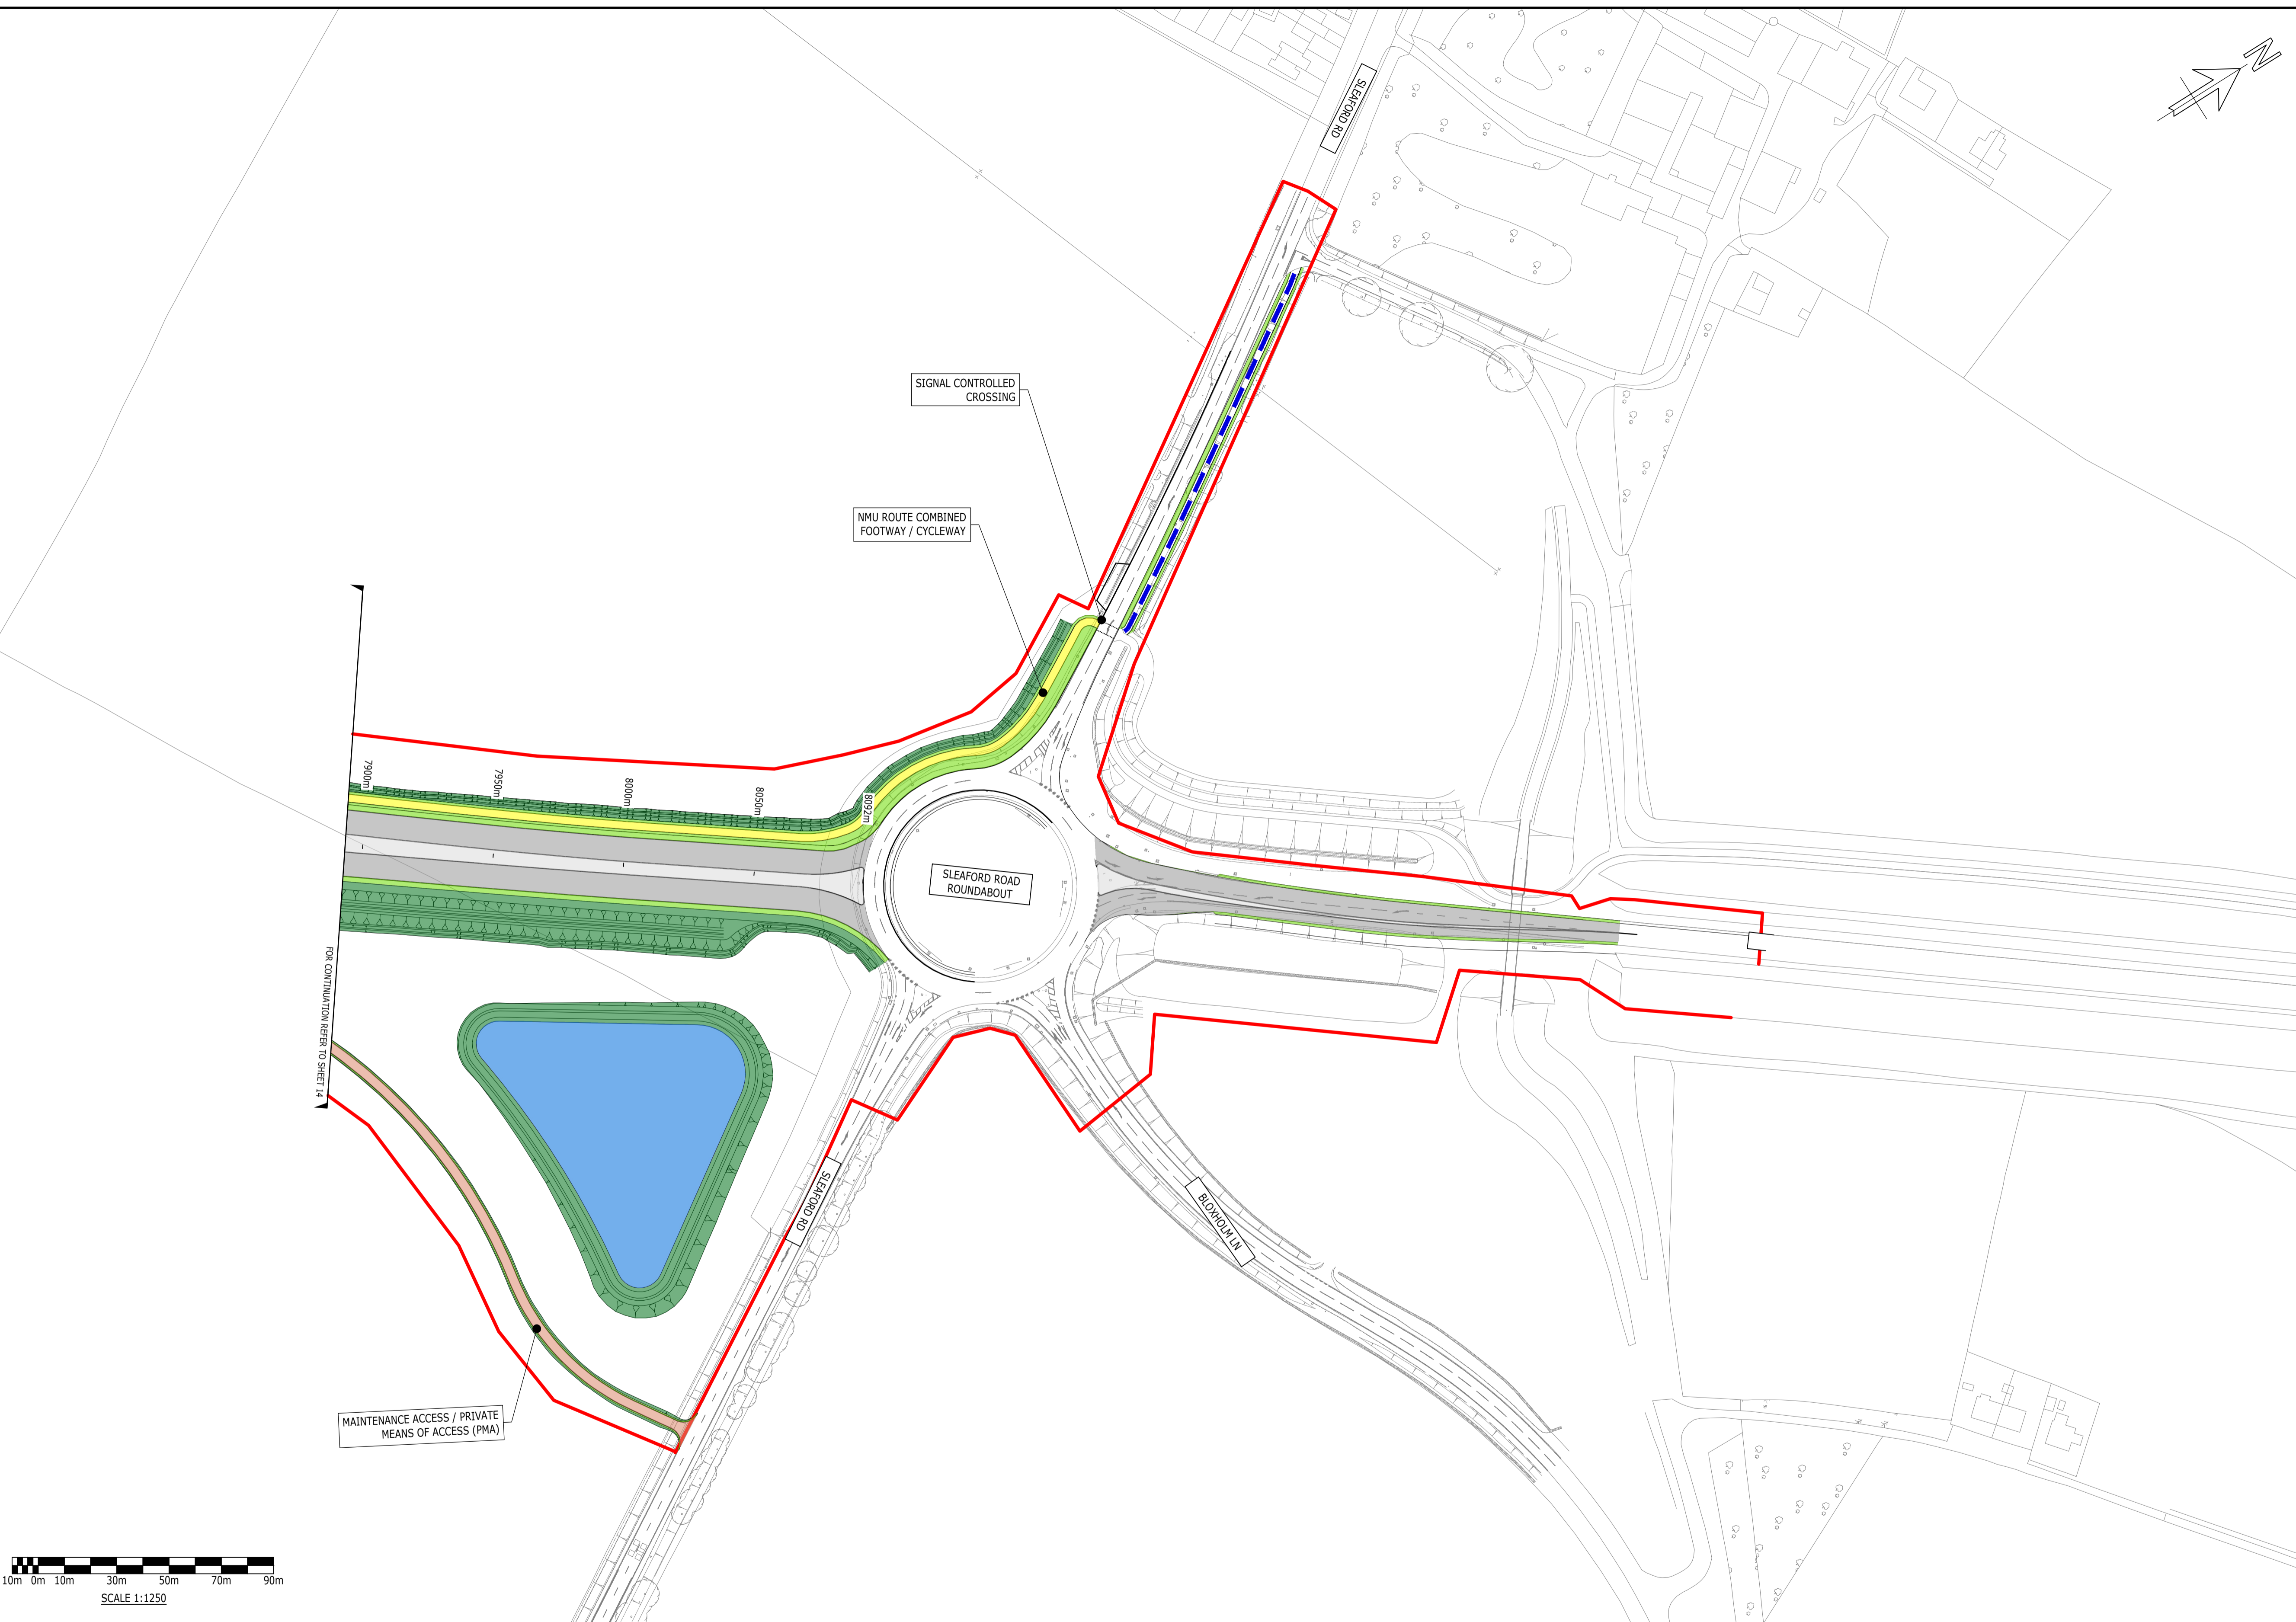 N
SLEAFORD RD
SIGNAL CONTROLLED
CROSSING
NMU ROUTE COMBINED
FOOTWAY / CYCLEWAY
7900m
7950m
8000m
8050m
8092m
SLEAFORD ROAD
ROUNDABOUT
FOR CONTINUATION REFER TO SHEET 14
SLEAFORD RD
BLOXHOLM LN
MAINTENANCE ACCESS / PRIVATE
MEANS OF ACCESS (PMA)
10m 0m 10m 30m 50m 70m 90m
SCALE 1:1250